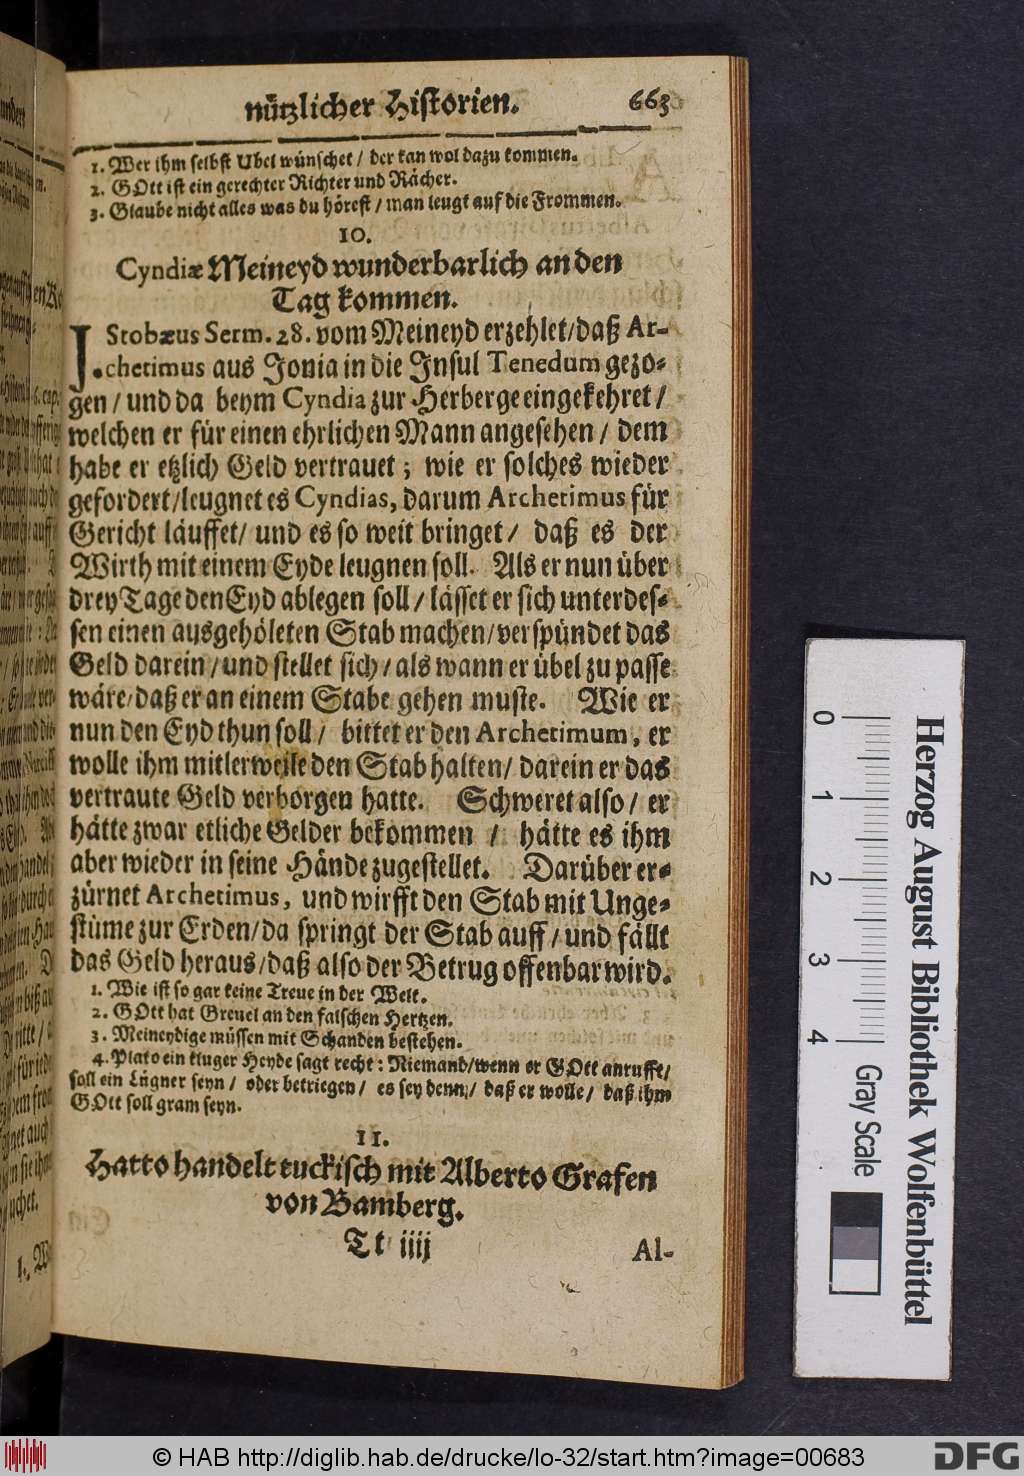 nützlicher Historien. 663
1. Wer ihm selbst Ubel wünschet / der kan wol dazu kommen.
2. GOtt ist ein gerechter Richter und Rächer.
3. Glaube nicht alles was du hörest / man leugt auf die Frommen.
10.
Cyndiæ Meineyd wunderbarlich an den
Tag kommen.
I. Stobæus Serm. 28. vom Meineyd erzehlet/daß Ar-
chetimus aus Jonia in die Insul Tenedum gezo-
gen / und da beym Cyndia zur Herberge eingekehret /
welchen er für einen ehrlichen Mann angesehen / dem
habe er etzlich Geld vertrauet ; wie er solches wieder
gefordert/leugnet es Cyndias, darum Archetimus für
Gericht läuffet/ und es so weit bringet / daß es der
Wirth mit einem Eyde leugnen soll. Als er nun über
drey Tage den Eyd ablegen soll / lässet er sich unterdes-
sen einen ausgehöleten Stab machen/verspündet das
Geld darein / und stellet sich / als wann er übel zu passe
wäre/daß er an einem Stabe gehen muste. Wie er
nun den Eyd thun soll / bittet er den Archetimum, er
wolle ihm mitlerweile den Stab halten/ darein er das
vertraute Geld verborgen hatte. Schweret also / er
hätte zwar etliche Gelder bekommen / hätte es ihm
aber wieder in seine Hände zugestellet. Darüber er-
zürnet Archetimus, und wirfft den Stab mit Unge-
stüme zur Erden/da springt der Stab auff / und fällt
das Geld heraus/daß also der Betrug offenbar wird.
1. Wie ist so gar keine Treue in der Welt.
2. GOtt hat Greuel an den falschen Hertzen.
3. Meineydige müssen mit Schanden bestehen.
4. Plato ein kluger Heyde sagt recht : Niemand/wenn er GOtt anruffe/
soll ein Lügner seyn / oder betriegen / es sey denn / daß er wolle / daß ihm
GOtt soll gram seyn.
11.
Hatto handelt tuckisch mit Alberto Grafen
von Bamberg.
Tt iiij Al-
0 1 2 3 4
Gray Scale
Herzog August Bibliothek Wolfenbüttel
© HAB http://diglib.hab.de/drucke/lo-32/start.htm?image=00683
DFG